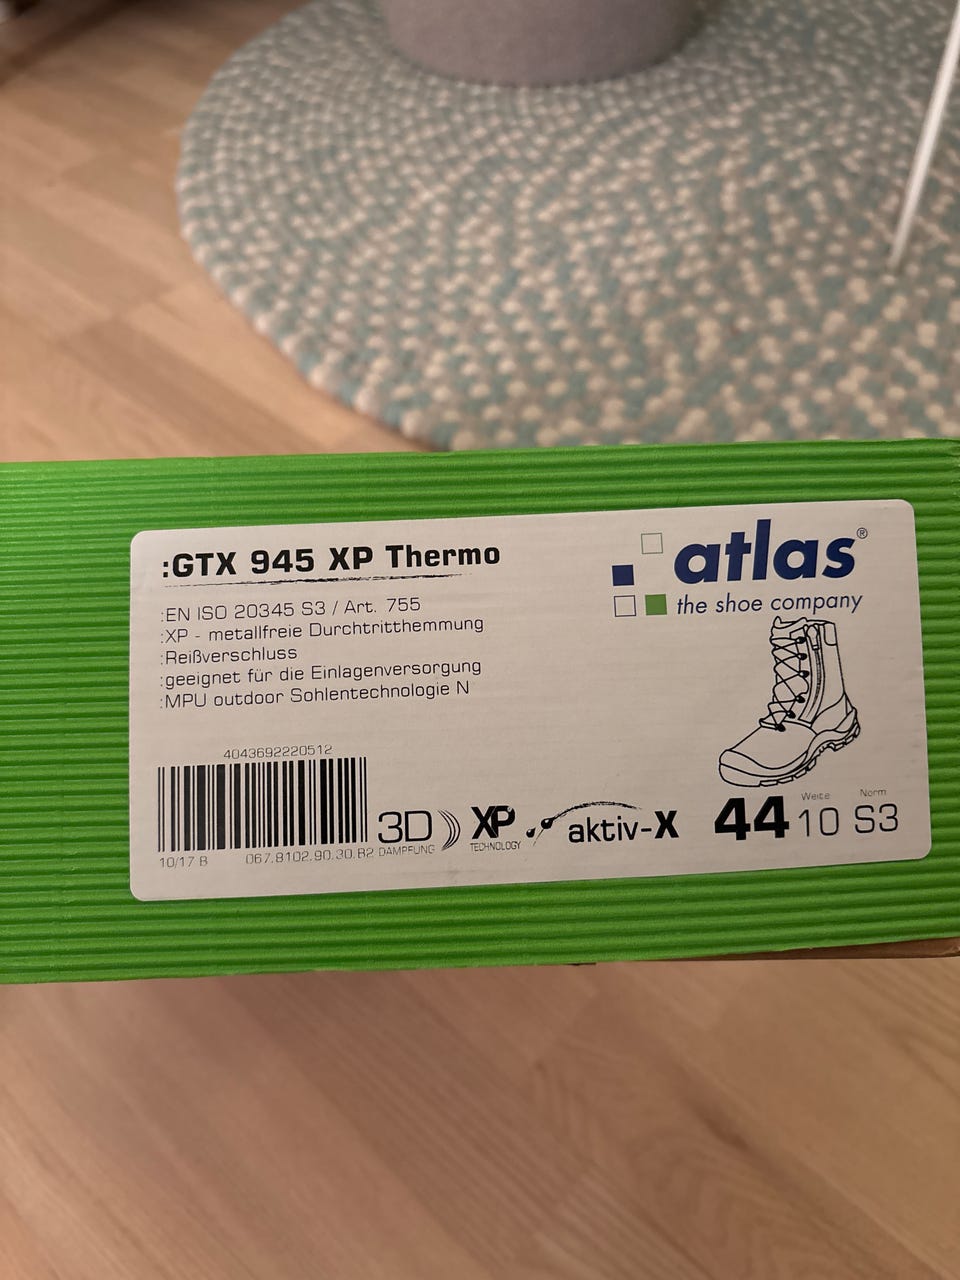 :GTX 945 XP Thermo
:EN ISO 20345 S3 / Art. 755
:XP - metallfreie Durchtritthemmung
:Reißverschluss
:geeignet für die Einlagenversorgung
:MPU outdoor Sohlentechnologie N
atlas®
the shoe company
4043692220512
10/17 B
067.8102.90.30.B2
3D
DÄMPFUNG
XP
TECHNOLOGY
aktiv-X
Weite
Norm
44 10 S3